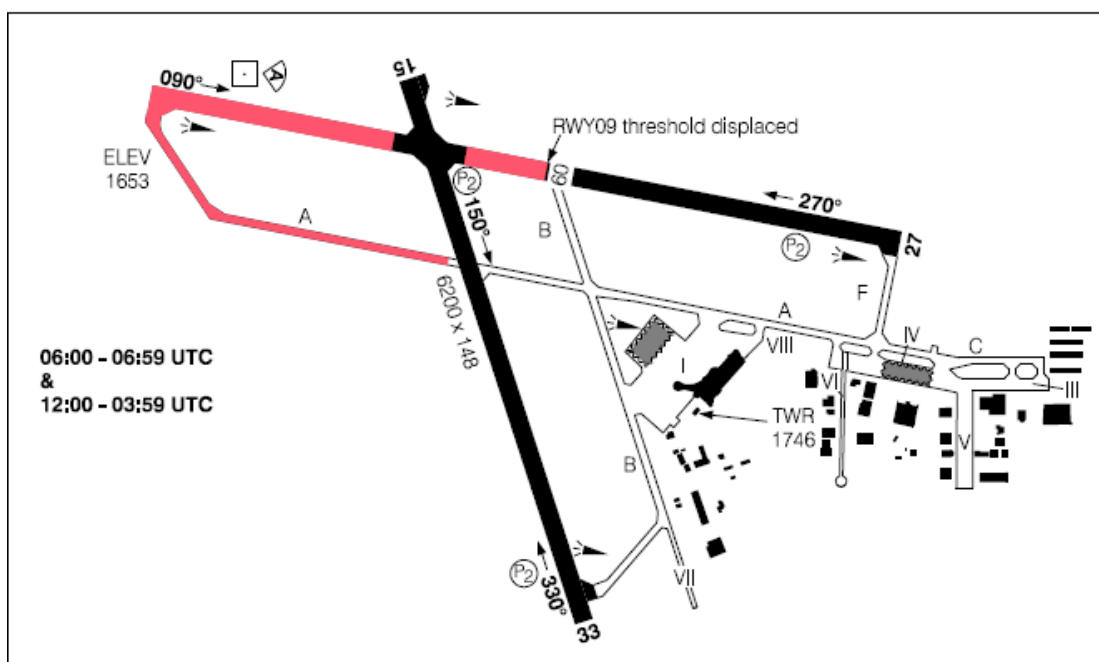 15
090°
A
RWY09 threshold displaced
ELEV
1653
09
P2
150°
270°
27
P2
A
B
F
6200 x 148
A
IV
C
VIII
06:00 - 06:59 UTC
&
12:00 - 03:59 UTC
I
VI
III
TWR
1746
V
B
P2
330°
VII
33